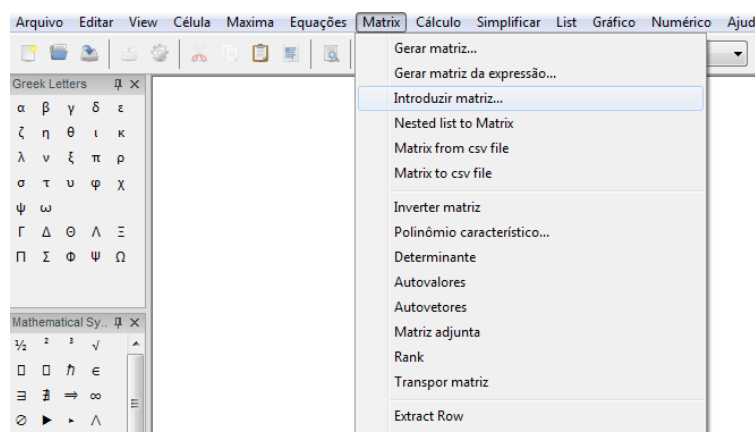 Arquivo Editar View Célula Maxima Equações Matrix Cálculo Simplificar List Gráfico Numérico Ajud
Greek Letters
α β γ δ ε
ζ η θ ι κ
λ ν ξ π ρ
σ τ υ φ χ
ψ ω
Γ Δ Θ Λ Ξ
Π Σ Φ Ψ Ω
Mathematical Sy..
½ ² ³ √
ℏ ∈
∃ ∄ ⇒ ∞
∅ ▶ ▸ ⋀
Gerar matriz...
Gerar matriz da expressão...
Introduzir matriz...
Nested list to Matrix
Matrix from csv file
Matrix to csv file
Inverter matriz
Polinômio característico...
Determinante
Autovalores
Autovetores
Matriz adjunta
Rank
Transpor matriz
Extract Row